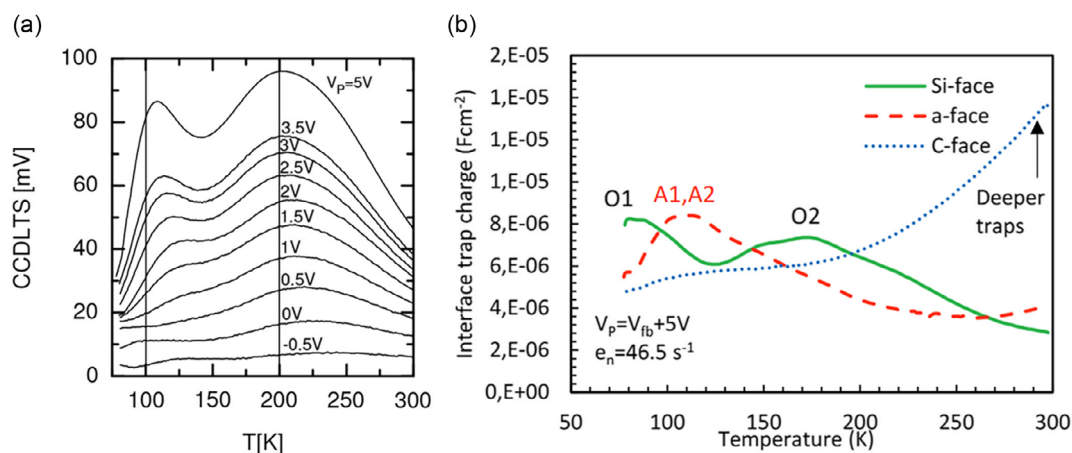 (a)
CCDLTS [mV]
100
80
60
40
20
0
V_P=5V
3.5V
3V
2.5V
2V
1.5V
1V
0.5V
0V
-0.5V
100
150
200
250
300
T[K]
(b)
Interface trap charge (Fcm⁻²)
2,E-05
1,E-05
1,E-05
8,E-06
6,E-06
4,E-06
2,E-06
0,E+00
Si-face
a-face
C-face
O1
A1,A2
O2
Deeper
traps
V_P=V_fb+5V
e_n=46.5 s⁻¹
50
100
150
200
250
300
Temperature (K)